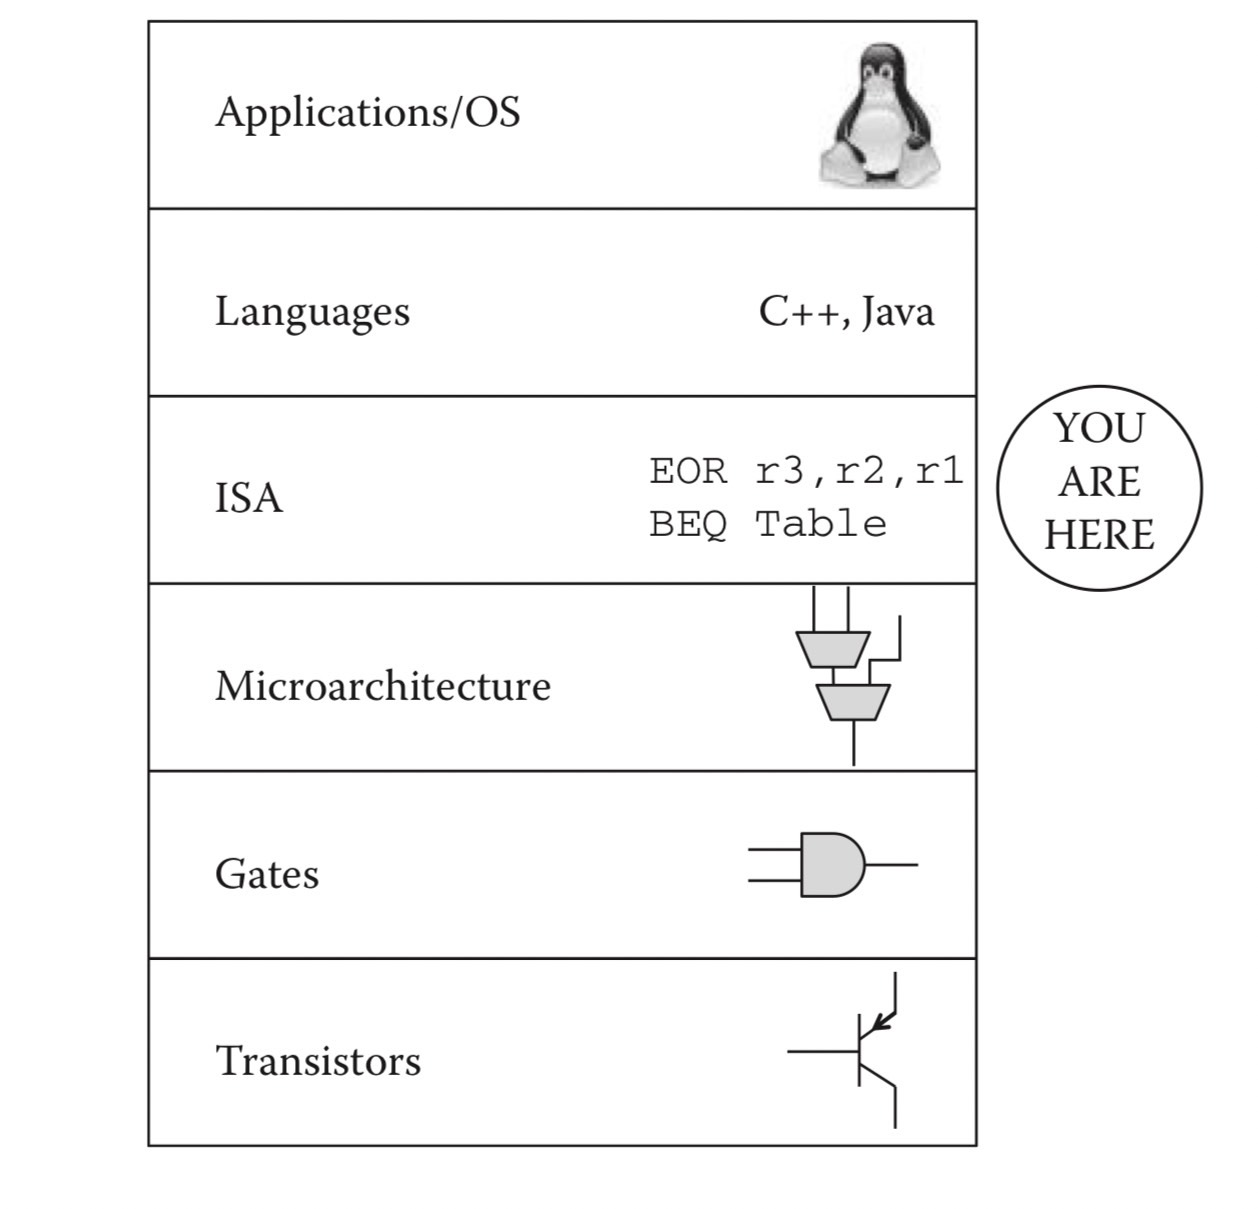 Applications/OS
Languages C++, Java
ISA
EOR r3,r2,r1
BEQ Table
YOU
ARE
HERE
Microarchitecture
Gates
Transistors